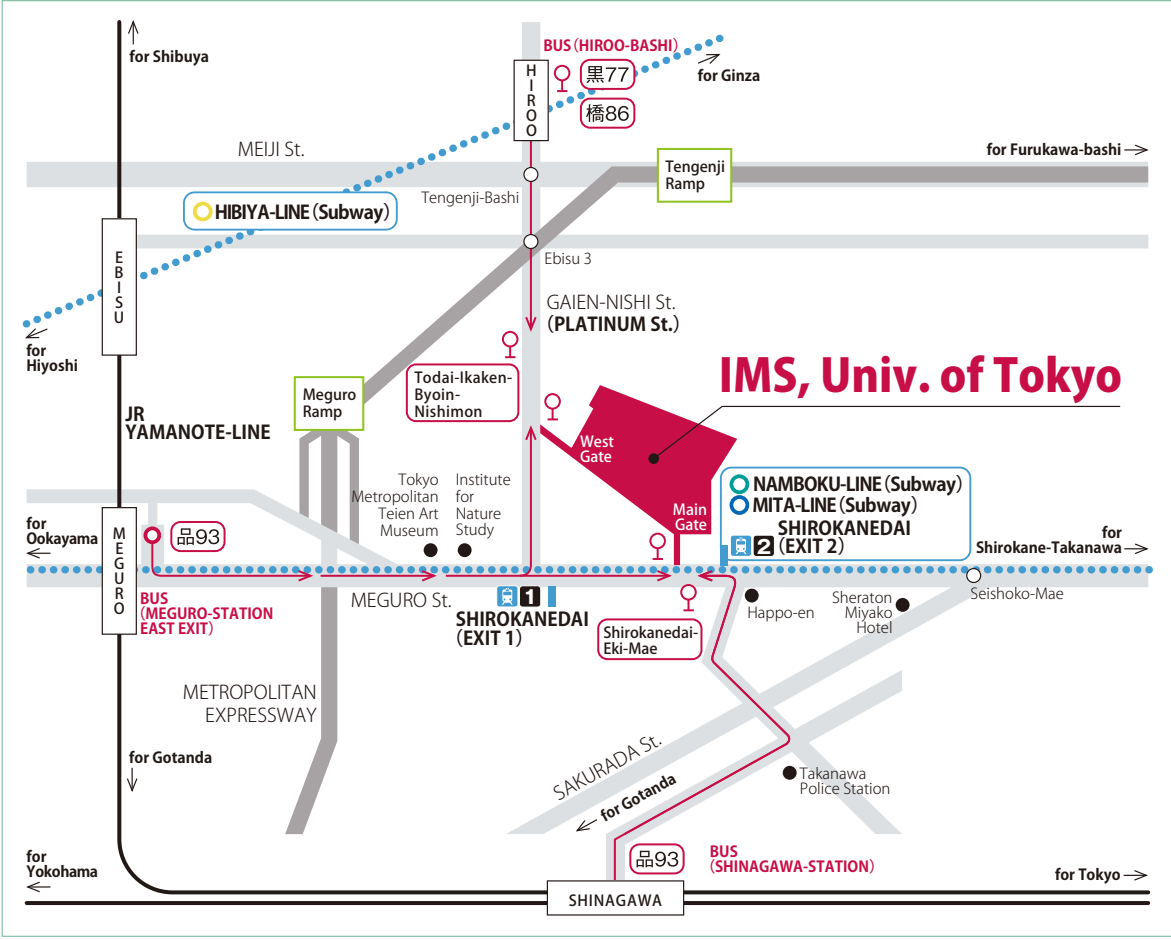 for Shibuya
BUS (HIROO-BASHI)
HIROO
黒77
橋86
for Ginza
MEIJI St.
for Furukawa-bashi
Tengenji
Ramp
Tengenji-Bashi
HIBIYA-LINE (Subway)
EBISU
Ebisu 3
GAIEN-NISHI St.
(PLATINUM St.)
for
Hiyoshi
IMS, Univ. of Tokyo
Todai-Ikaken-
Byoin-
Nishimon
Meguro
Ramp
JR
YAMANOTE-LINE
West
Gate
Main
Gate
Tokyo
Metropolitan
Teien Art
Museum
Institute
for
Nature
Study
NAMBOKU-LINE (Subway)
MITA-LINE (Subway)
SHIROKANEDAI
2 (EXIT 2)
for
Ookayama
MEGURO
品93
for
Shirokane-Takanawa
BUS
(MEGURO-STATION
EAST EXIT)
MEGURO St.
1
SHIROKANEDAI
(EXIT 1)
Shirokanedai-
Eki-Mae
Happo-en
Sheraton
Miyako
Hotel
Seishoko-Mae
METROPOLITAN
EXPRESSWAY
for Gotanda
SAKURADA St.
for Gotanda
Takanawa
Police Station
for
Yokohama
品93
BUS
(SHINAGAWA-STATION)
for Tokyo
SHINAGAWA